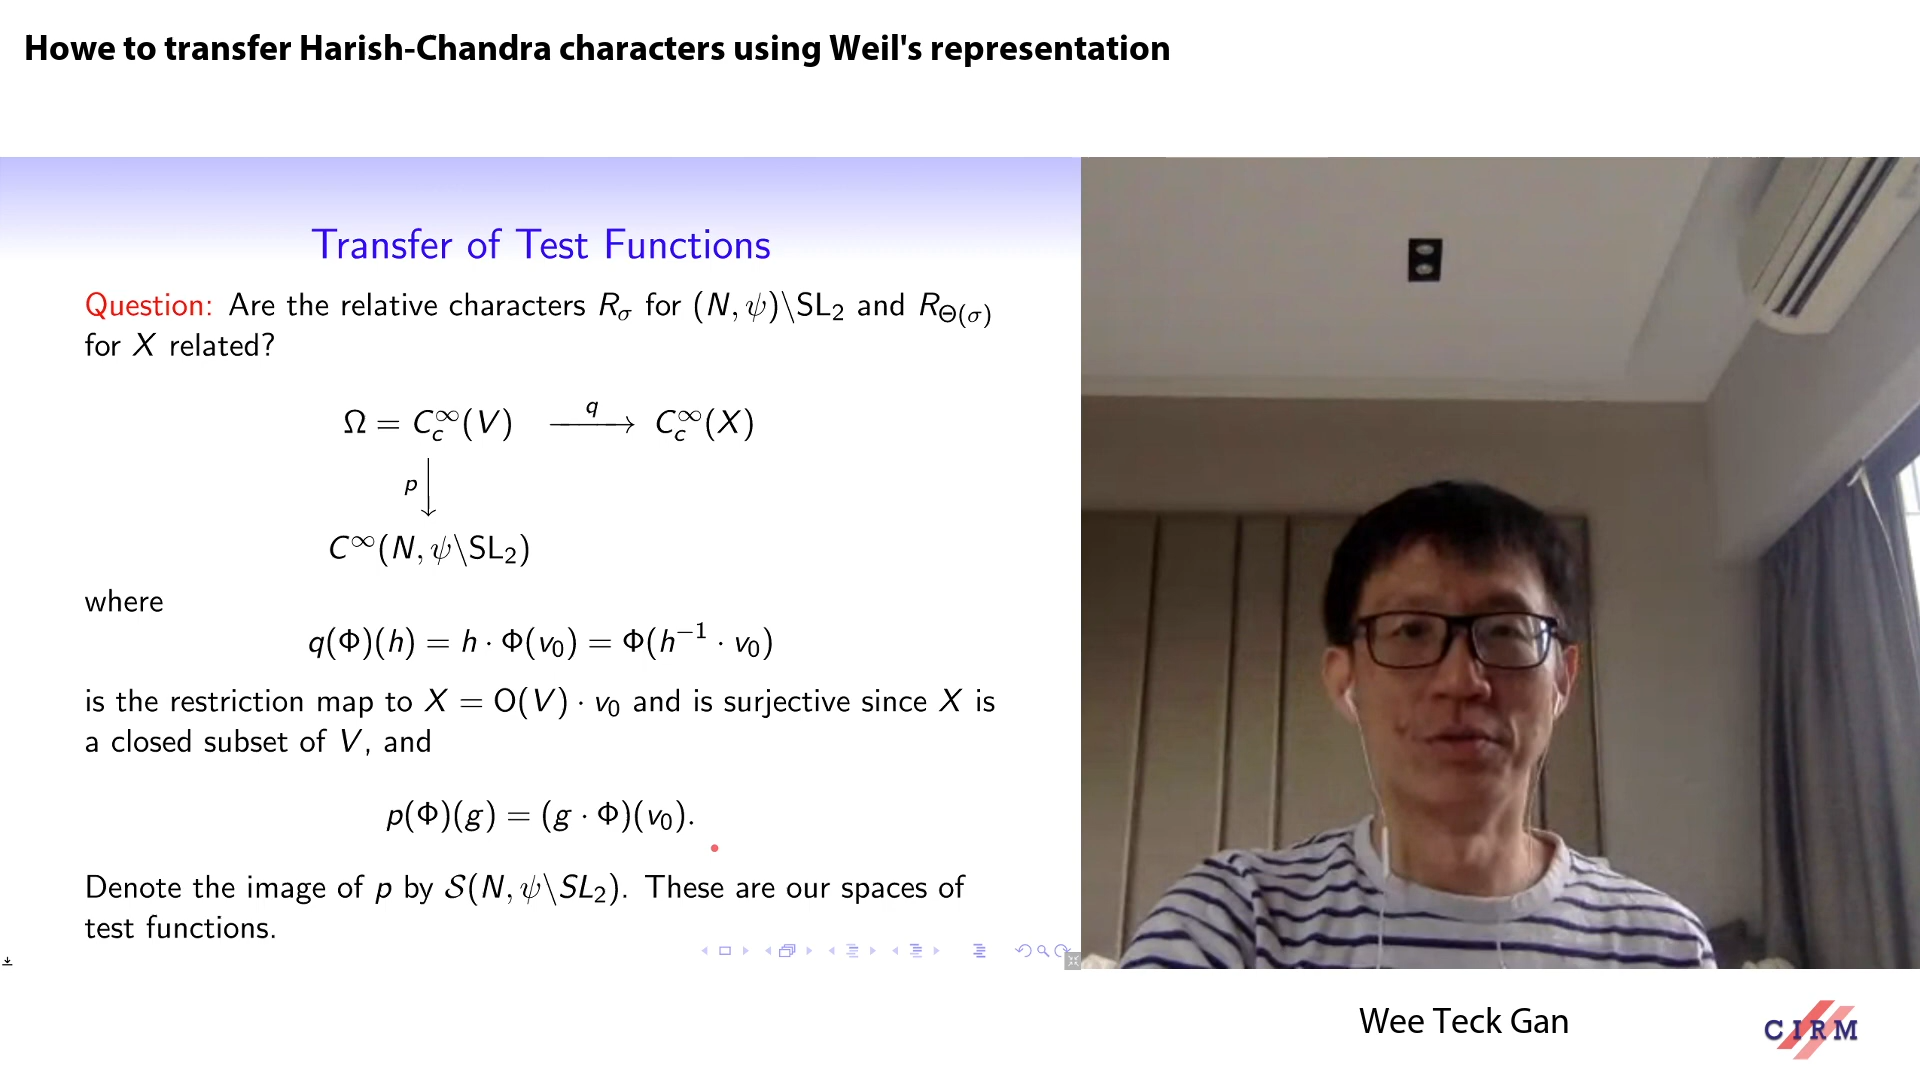 Howe to transfer Harish-Chandra characters using Weil's representation
Transfer of Test Functions
Question: Are the relative characters R_σ for (N, ψ)\SL₂ and R_Θ(σ)
for X related?
Ω = C_c^∞(V) —q→ C_c^∞(X)
p ↓
C^∞(N, ψ\SL₂)
where
q(Φ)(h) = h · Φ(v₀) = Φ(h⁻¹ · v₀)
is the restriction map to X = O(V) · v₀ and is surjective since X is
a closed subset of V, and
p(Φ)(g) = (g · Φ)(v₀).
Denote the image of p by 𝒮(N, ψ\SL₂). These are our spaces of
test functions.
Wee Teck Gan
CIRM